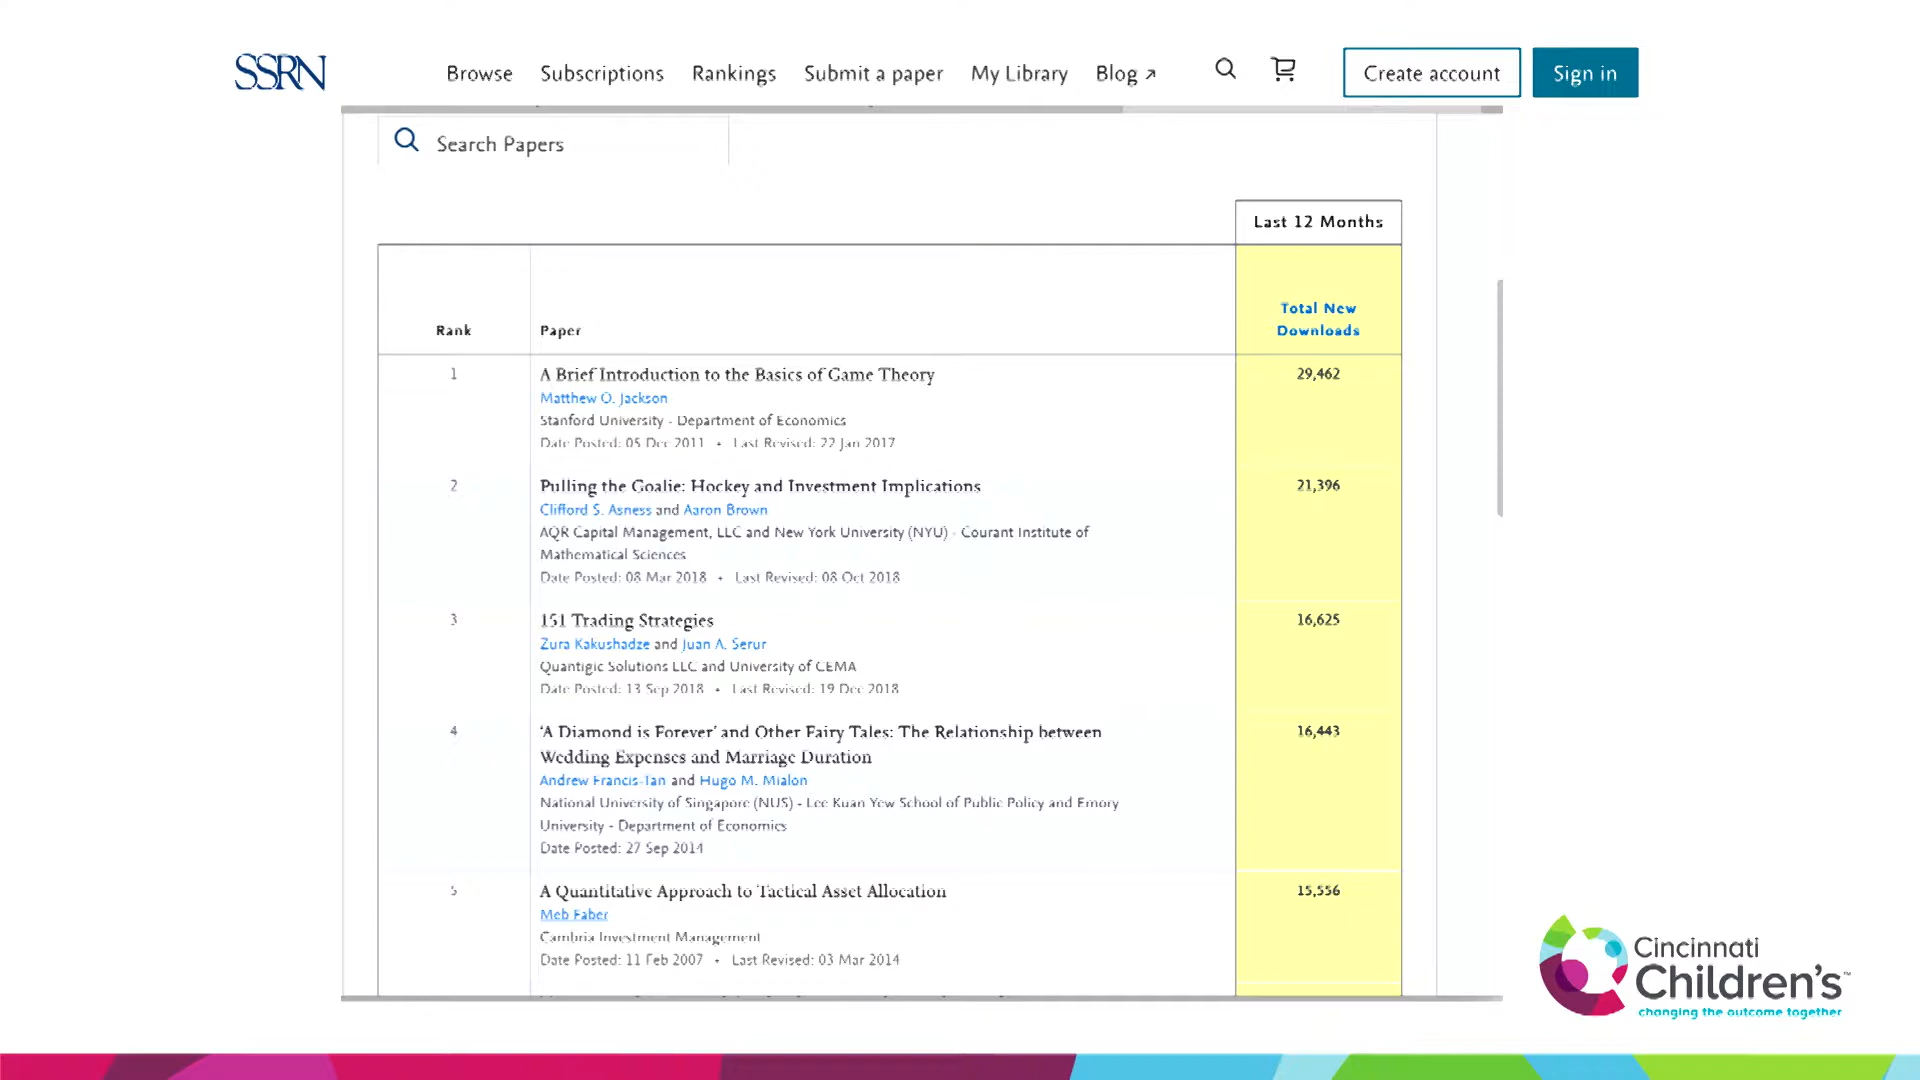 SSRN
Browse Subscriptions Rankings Submit a paper My Library Blog ↗ Create account Sign in
Search Papers
Last 12 Months
Rank Paper Total New Downloads
1 A Brief Introduction to the Basics of Game Theory 29,462
Matthew O. Jackson
Stanford University - Department of Economics
Date Posted: 05 Dec 2011 • Last Revised: 22 Jan 2017
2 Pulling the Goalie: Hockey and Investment Implications 21,396
Clifford S. Asness and Aaron Brown
AQR Capital Management, LLC and New York University (NYU) - Courant Institute of
Mathematical Sciences
Date Posted: 08 Mar 2018 • Last Revised: 08 Oct 2018
3 151 Trading Strategies 16,625
Zura Kakushadze and Juan A. Serur
Quantigic Solutions LLC and University of CEMA
Date Posted: 13 Sep 2018 • Last Revised: 19 Dec 2018
4 'A Diamond is Forever' and Other Fairy Tales: The Relationship between 16,443
Wedding Expenses and Marriage Duration
Andrew Francis-Tan and Hugo M. Mialon
National University of Singapore (NUS) - Lee Kuan Yew School of Public Policy and Emory
University - Department of Economics
Date Posted: 27 Sep 2014
5 A Quantitative Approach to Tactical Asset Allocation 15,556
Meb Faber
Cambria Investment Management
Date Posted: 11 Feb 2007 • Last Revised: 03 Mar 2014
Cincinnati
Children's™
changing the outcome together